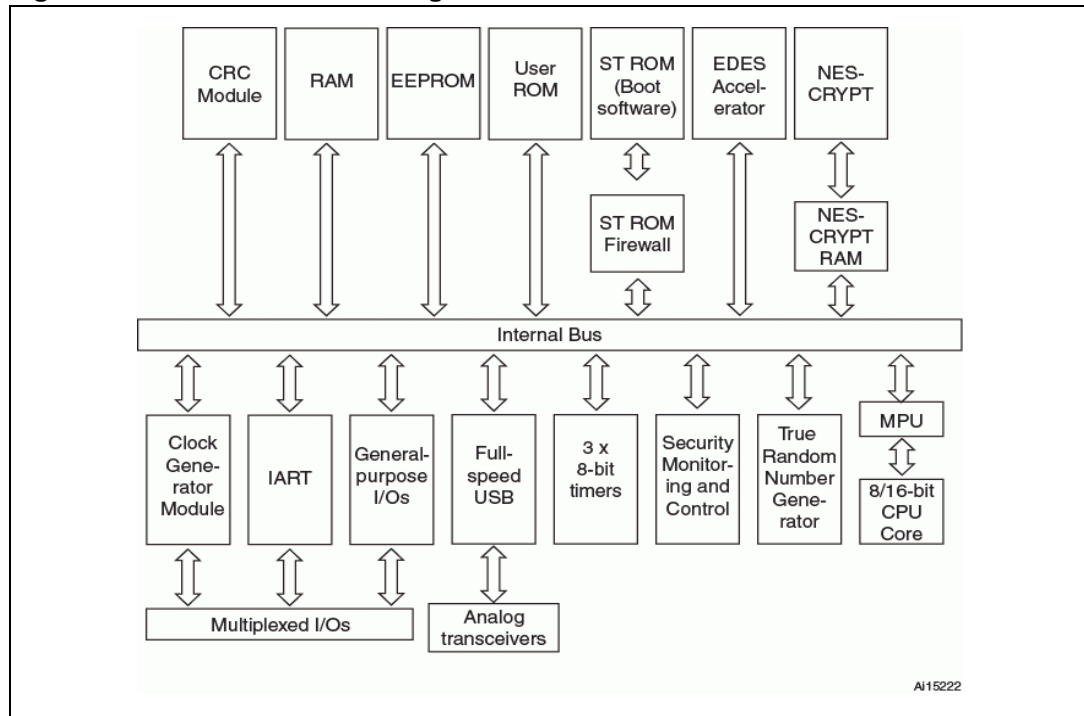 CRC
Module
RAM
EEPROM
User
ROM
ST ROM
(Boot
software)
EDES
Accel-
erator
NES-
CRYPT
ST ROM
Firewall
NES-
CRYPT
RAM
Internal Bus
Clock
Gene-
rator
Module
IART
General-
purpose
I/Os
Full-
speed
USB
3 x
8-bit
timers
Security
Monitor-
ing and
Control
True
Random
Number
Gene-
rator
MPU
8/16-bit
CPU
Core
Multiplexed I/Os
Analog
transceivers
Ai15222